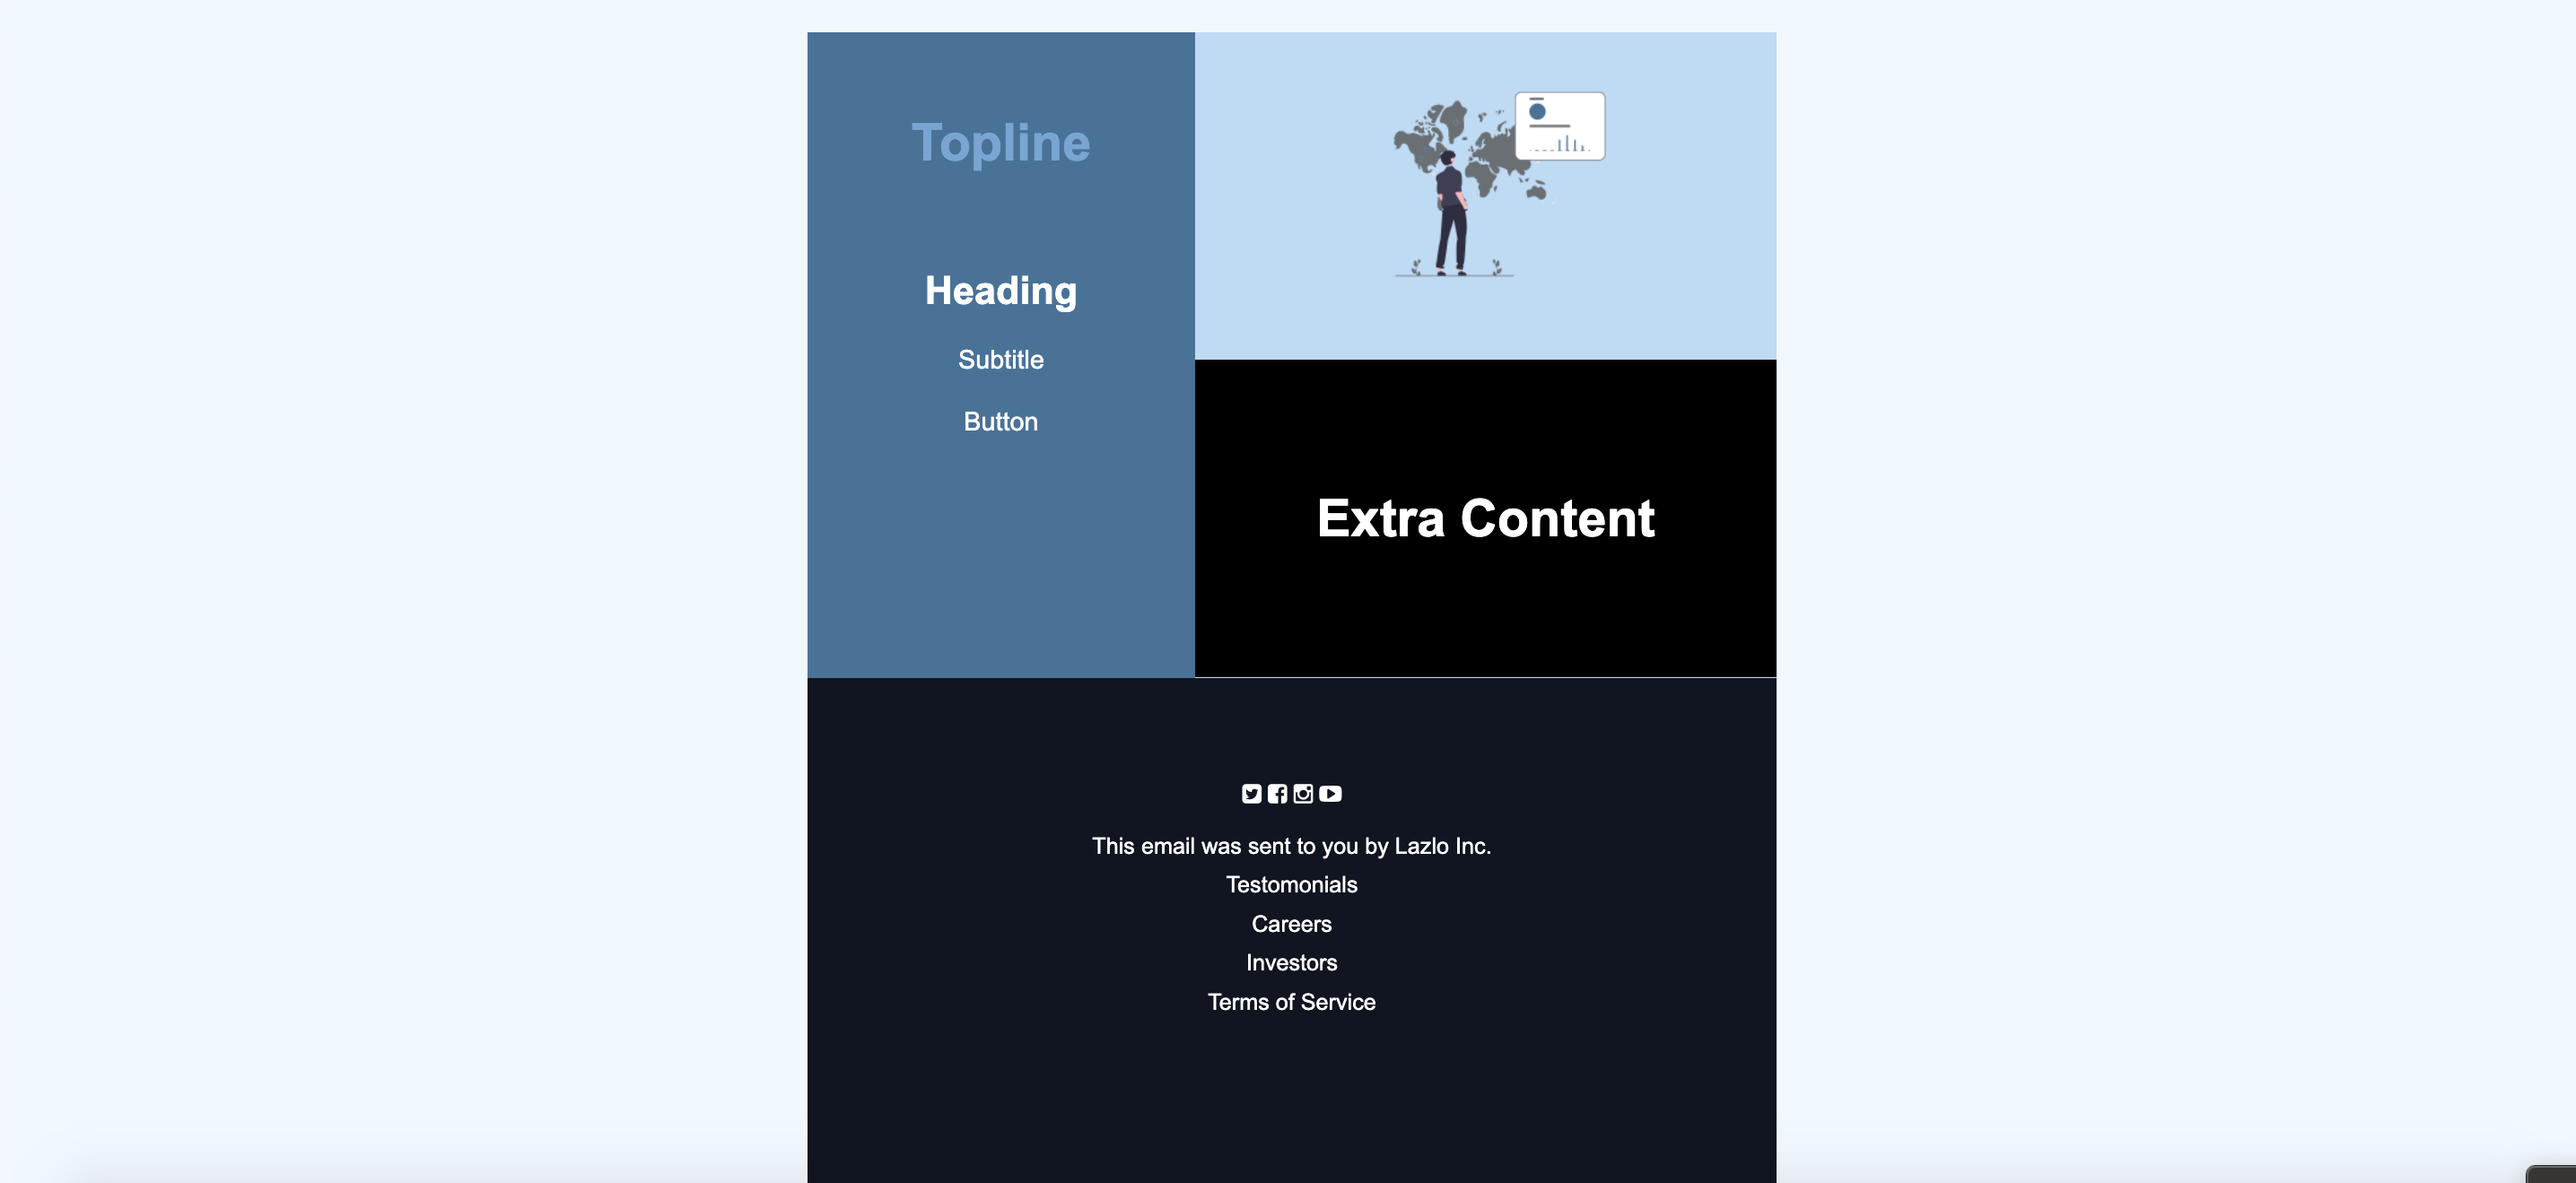 Topline
Heading
Subtitle
Button
Extra Content
This email was sent to you by Lazlo Inc.
Testomonials
Careers
Investors
Terms of Service